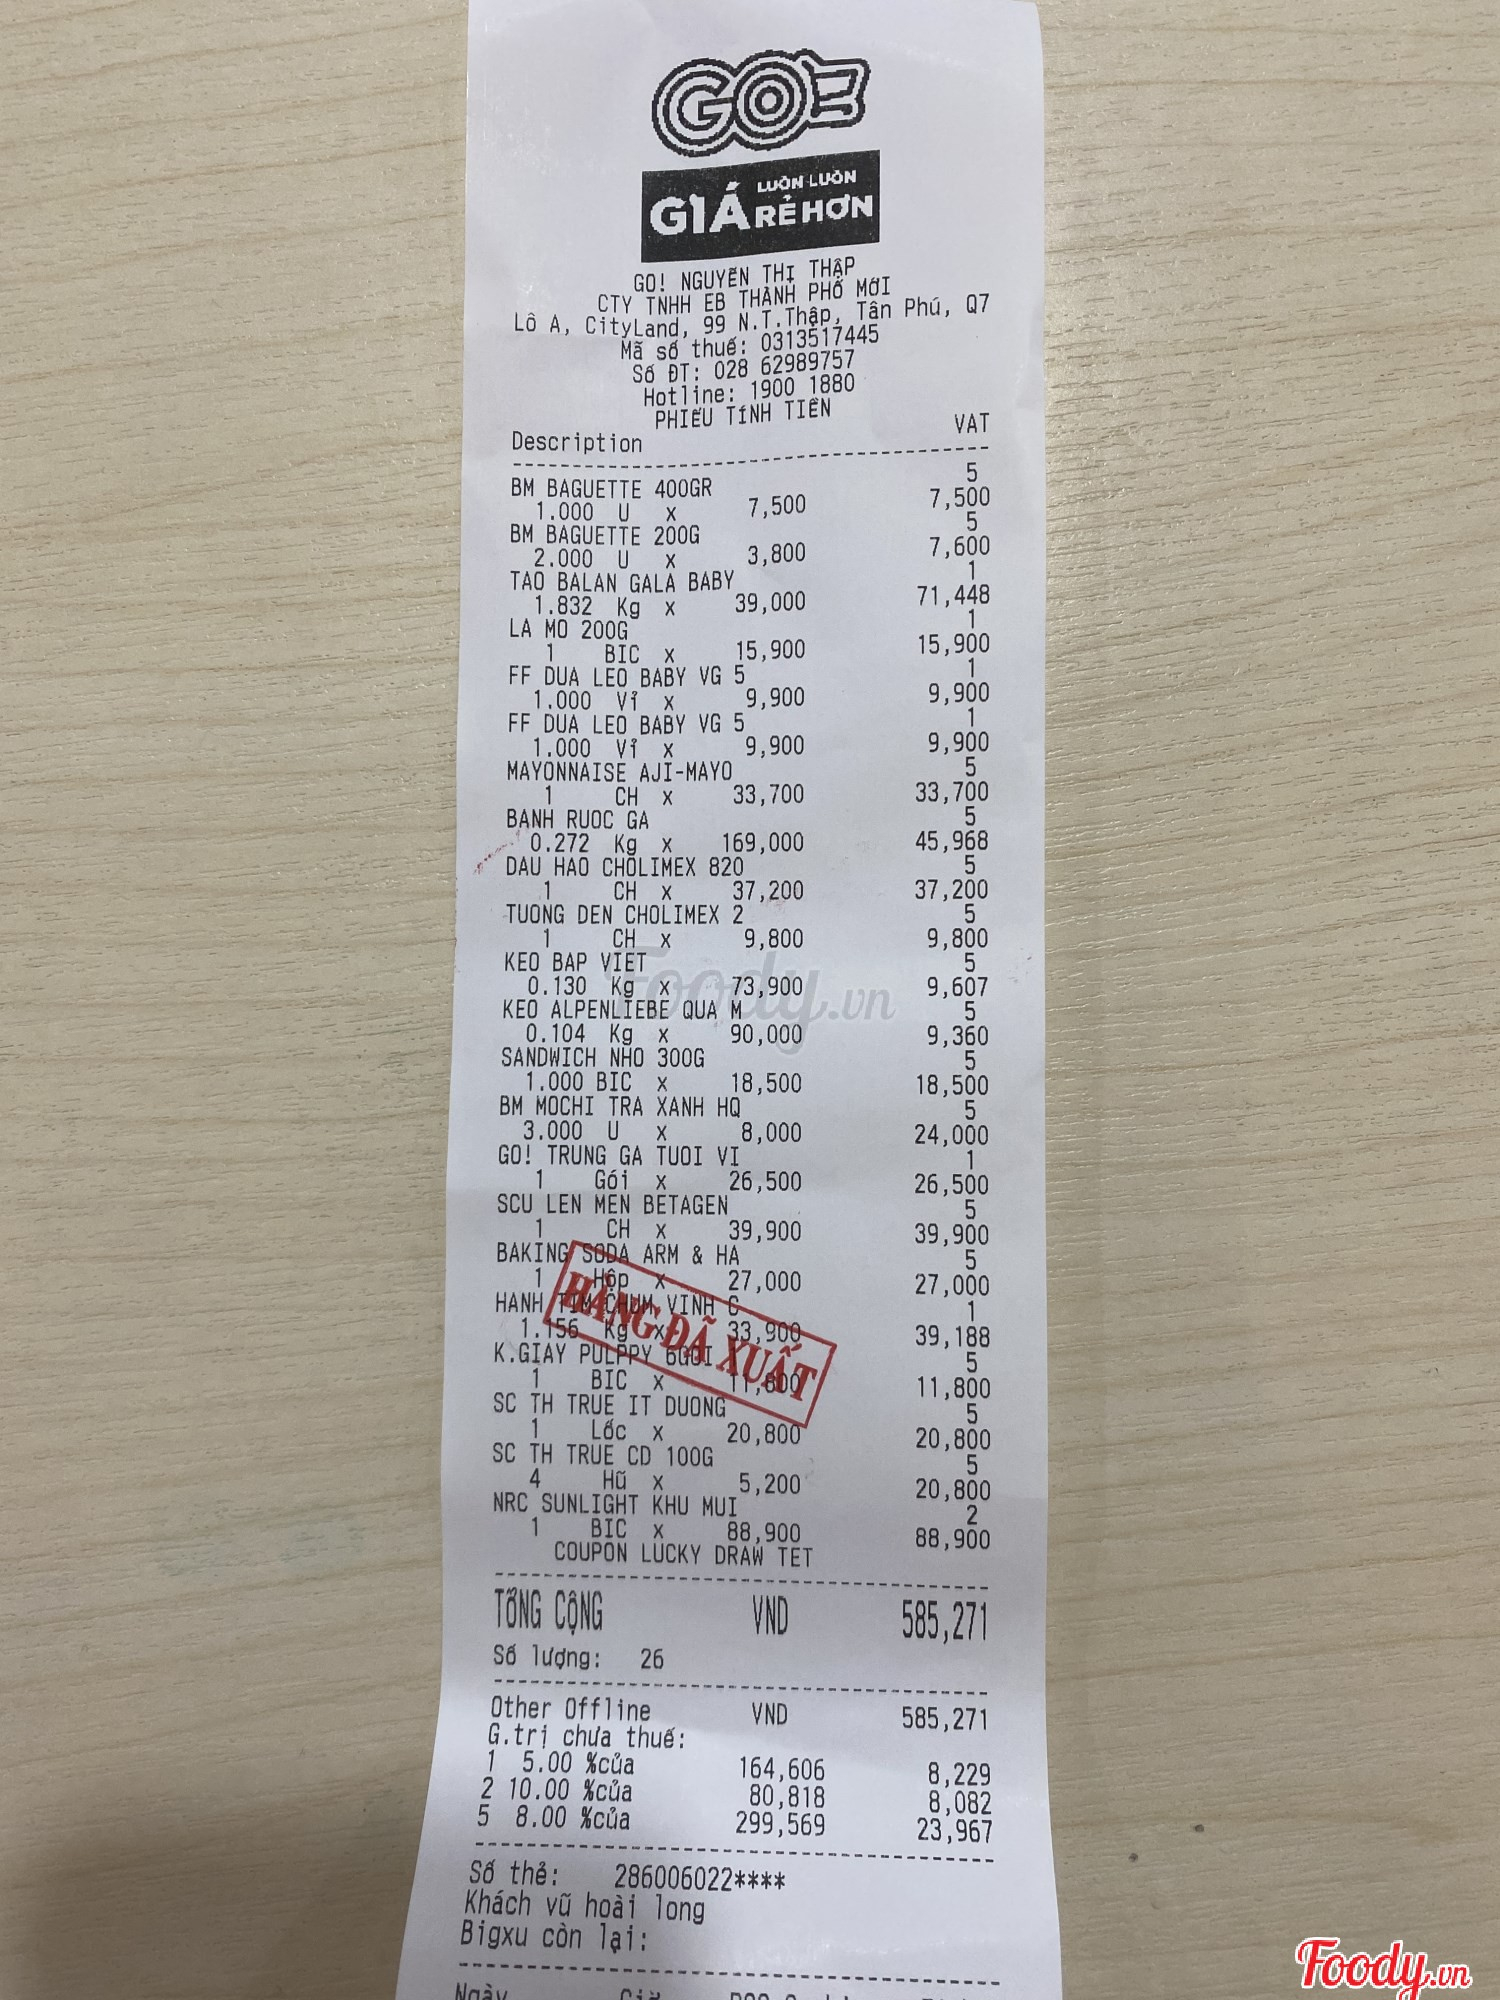 GO!
GIÁ LUÔN LUÔN RẺ HƠN
GO! NGUYỄN THỊ THẬP
CTY TNHH EB THÀNH PHỐ MỚI
Lô A, CityLand, 99 N.T.Thập, Tân Phú, Q7
Mã số thuế: 0313517445
Số ĐT: 028 62989757
Hotline: 1900 1880
PHIẾU TÍNH TIỀN
Description VAT
BM BAGUETTE 400GR 5
1.000 U x 7,500 7,500
BM BAGUETTE 200G 5
2.000 U x 3,800 7,600
TAO BALAN GALA BABY 1
1.832 Kg x 39,000 71,448
LA MO 200G 1
1 BIC x 15,900 15,900
FF DUA LEO BABY VG 5 1
1.000 Vỉ x 9,900 9,900
FF DUA LEO BABY VG 5 1
1.000 Vỉ x 9,900 9,900
MAYONNAISE AJI-MAYO 5
1 CH x 33,700 33,700
BANH RUOC GA 5
0.272 Kg x 169,000 45,968
DAU HAO CHOLIMEX 820 5
1 CH x 37,200 37,200
TUONG DEN CHOLIMEX 2 5
1 CH x 9,800 9,800
KEO BAP VIET 5
0.130 Kg x 73,900 9,607
KEO ALPENLIEBE QUA M 5
0.104 Kg x 90,000 9,360
SANDWICH NHO 300G 5
1.000 BIC x 18,500 18,500
BM MOCHI TRA XANH HQ 5
3.000 U x 8,000 24,000
GO! TRUNG GA TUOI VI 1
1 Gói x 26,500 26,500
SCU LEN MEN BETAGEN 5
1 CH x 39,900 39,900
BAKING SODA ARM & HA 5
1 Hộp x 27,000 27,000
HANH TIM CHUM VINH C 1
1.156 Kg x 33,900 39,188
K.GIAY PULPPY 6GOI 5
1 BIC x 11,800 11,800
HÀNG ĐÃ XUẤT
SC TH TRUE IT DUONG 5
1 Lốc x 20,800 20,800
SC TH TRUE CD 100G 5
4 Hũ x 5,200 20,800
NRC SUNLIGHT KHU MUI 2
1 BIC x 88,900 88,900
COUPON LUCKY DRAW TET
TỔNG CỘNG VND 585,271
Số lượng: 26
Other Offline VND 585,271
G.trị chưa thuế:
1 5.00 %của 164,606 8,229
2 10.00 %của 80,818 8,082
5 8.00 %của 299,569 23,967
Số thẻ: 286006022****
Khách vũ hoài long
Bigxu còn lại:
Ngày
Foody.vn
Foody.vn